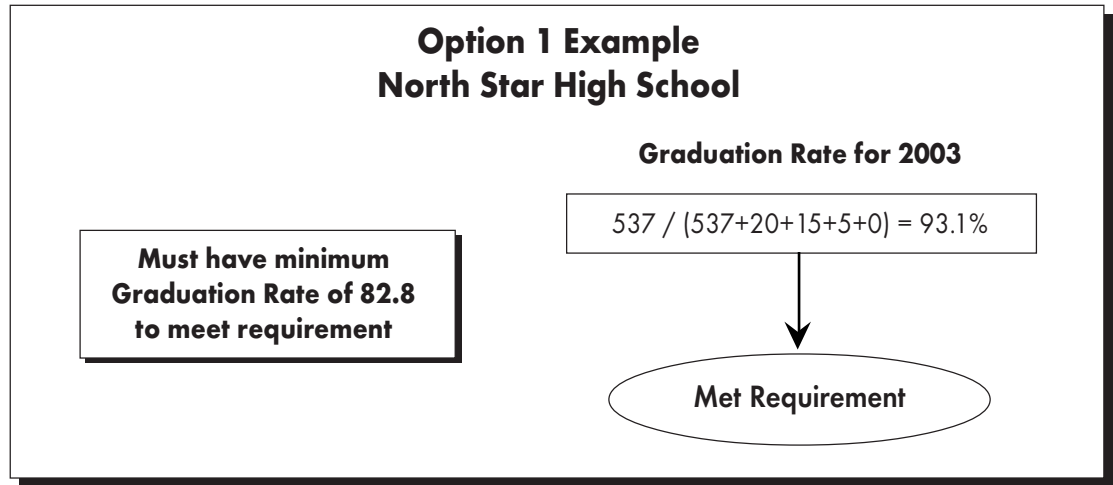 Option 1 Example
North Star High School
Graduation Rate for 2003
537 / (537+20+15+5+0) = 93.1%
Must have minimum
Graduation Rate of 82.8
to meet requirement
Met Requirement